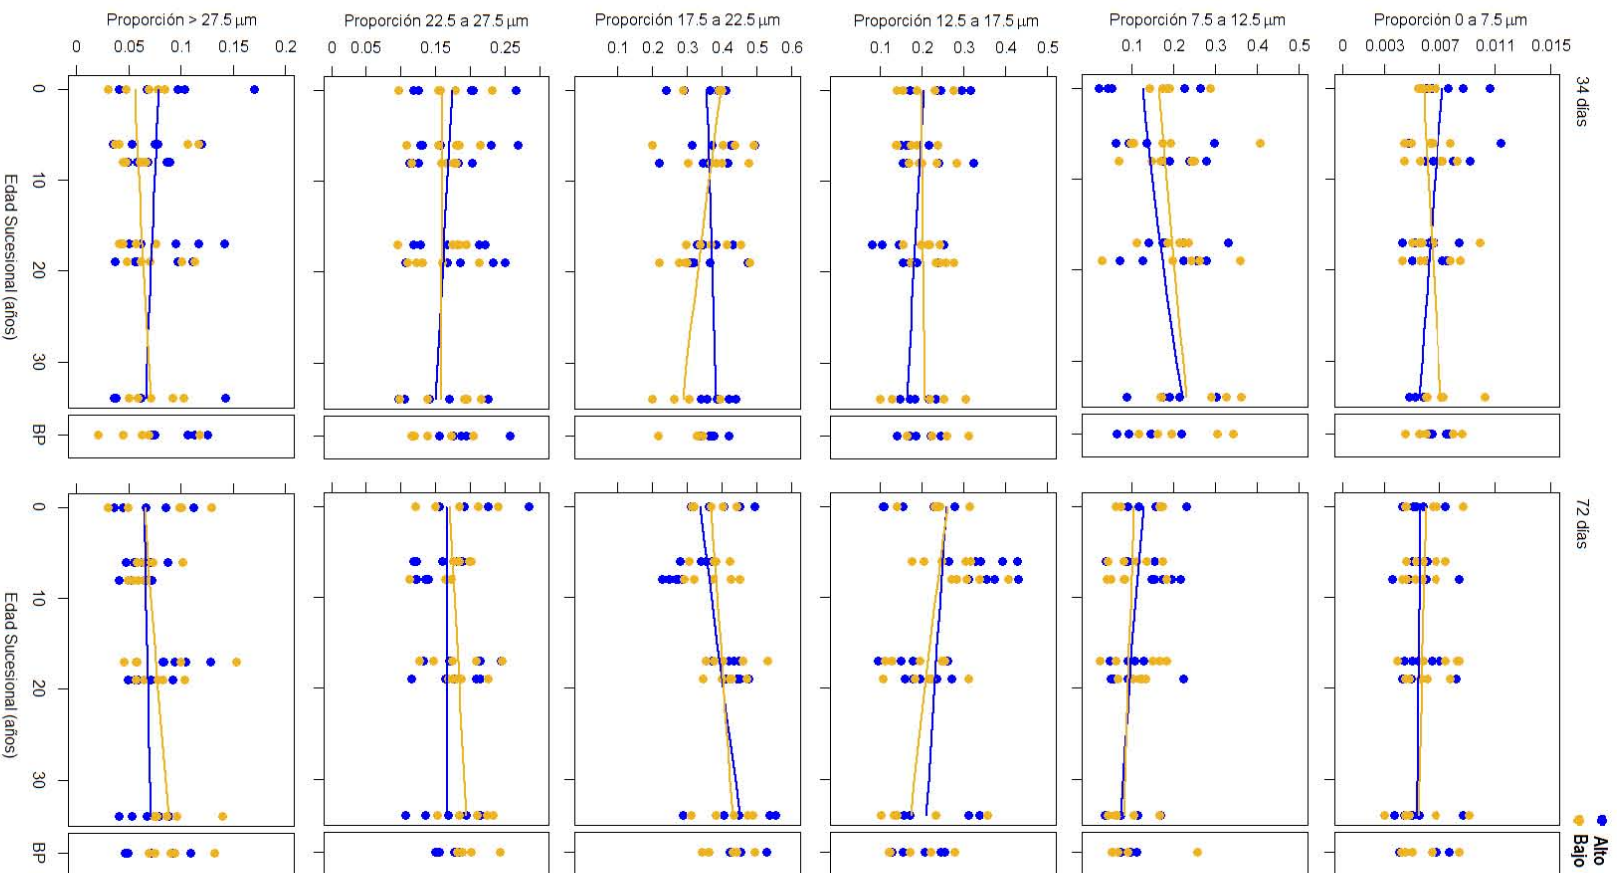 Proporción > 27.5 µm
Proporción 22.5 a 27.5 µm
Proporción 17.5 a 22.5 µm
Proporción 12.5 a 17.5 µm
Proporción 7.5 a 12.5 µm
Proporción 0 a 7.5 µm
0 0.05 0.1 0.15 0.2
0 0.05 0.15 0.25
0.1 0.2 0.3 0.4 0.5 0.6
0.1 0.2 0.3 0.4 0.5
0.1 0.2 0.3 0.4 0.5
0 0.003 0.007 0.011 0.015
34 días
0
10
20
30
BP
Edad Sucesional (años)
72 días
0
10
20
30
BP
Edad Sucesional (años)
Alto
Bajo